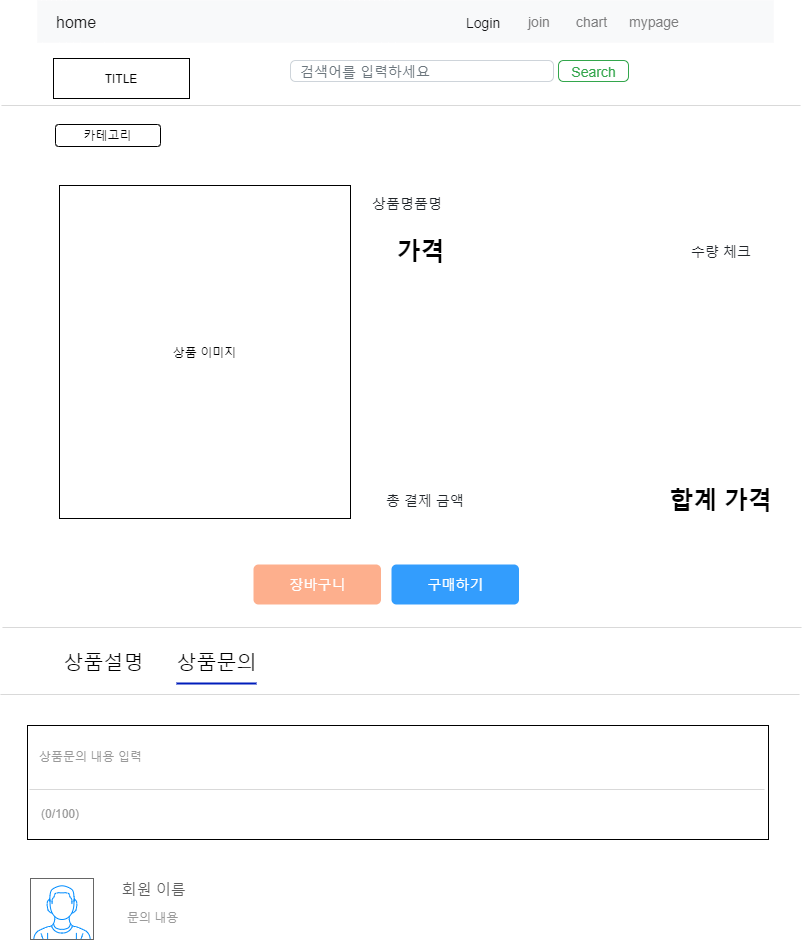 home Login join chart mypage
TITLE 검색어를 입력하세요 Search
카테고리
상품명품명
가격 수량 체크
상품 이미지
총 결제 금액 합계 가격
장바구니 구매하기
상품설명 상품문의
상품문의 내용 입력
(0/100)
회원 이름
문의 내용